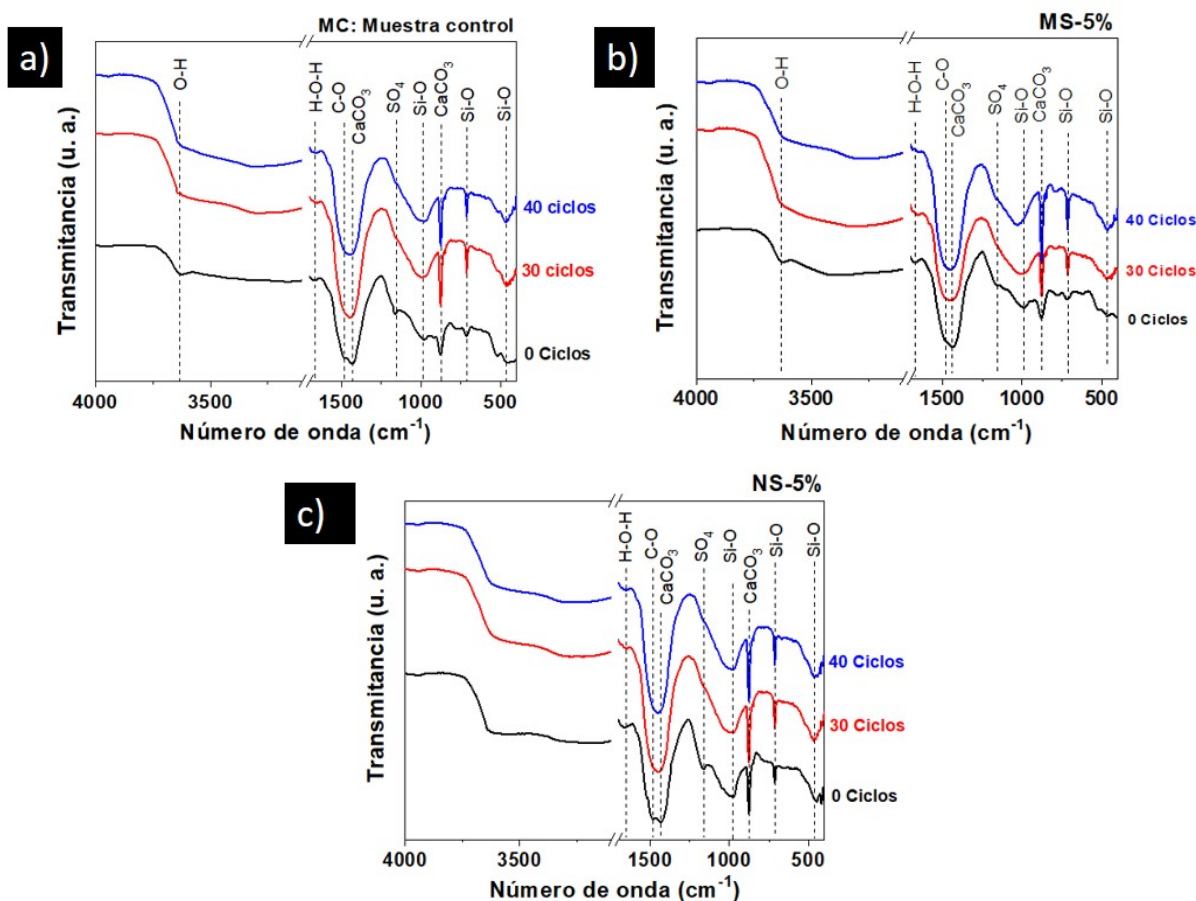 a)
MC: Muestra control
O-H
H-O-H
C-O
CaCO₃
SO₄
Si-O
CaCO₃
Si-O
Si-O
40 ciclos
30 ciclos
0 Ciclos
Transmitancia (u. a.)
4000 3500 1500 1000 500
Número de onda (cm⁻¹)
b)
MS-5%
O-H
H-O-H
C-O
CaCO₃
SO₄
Si-O
CaCO₃
Si-O
Si-O
40 Ciclos
30 Ciclos
0 Ciclos
Transmitancia (u. a.)
4000 3500 1500 1000 500
Número de onda (cm⁻¹)
c)
NS-5%
H-O-H
C-O
CaCO₃
SO₄
Si-O
CaCO₃
Si-O
Si-O
40 Ciclos
30 Ciclos
0 Ciclos
Transmitancia (u. a.)
4000 3500 1500 1000 500
Número de onda (cm⁻¹)